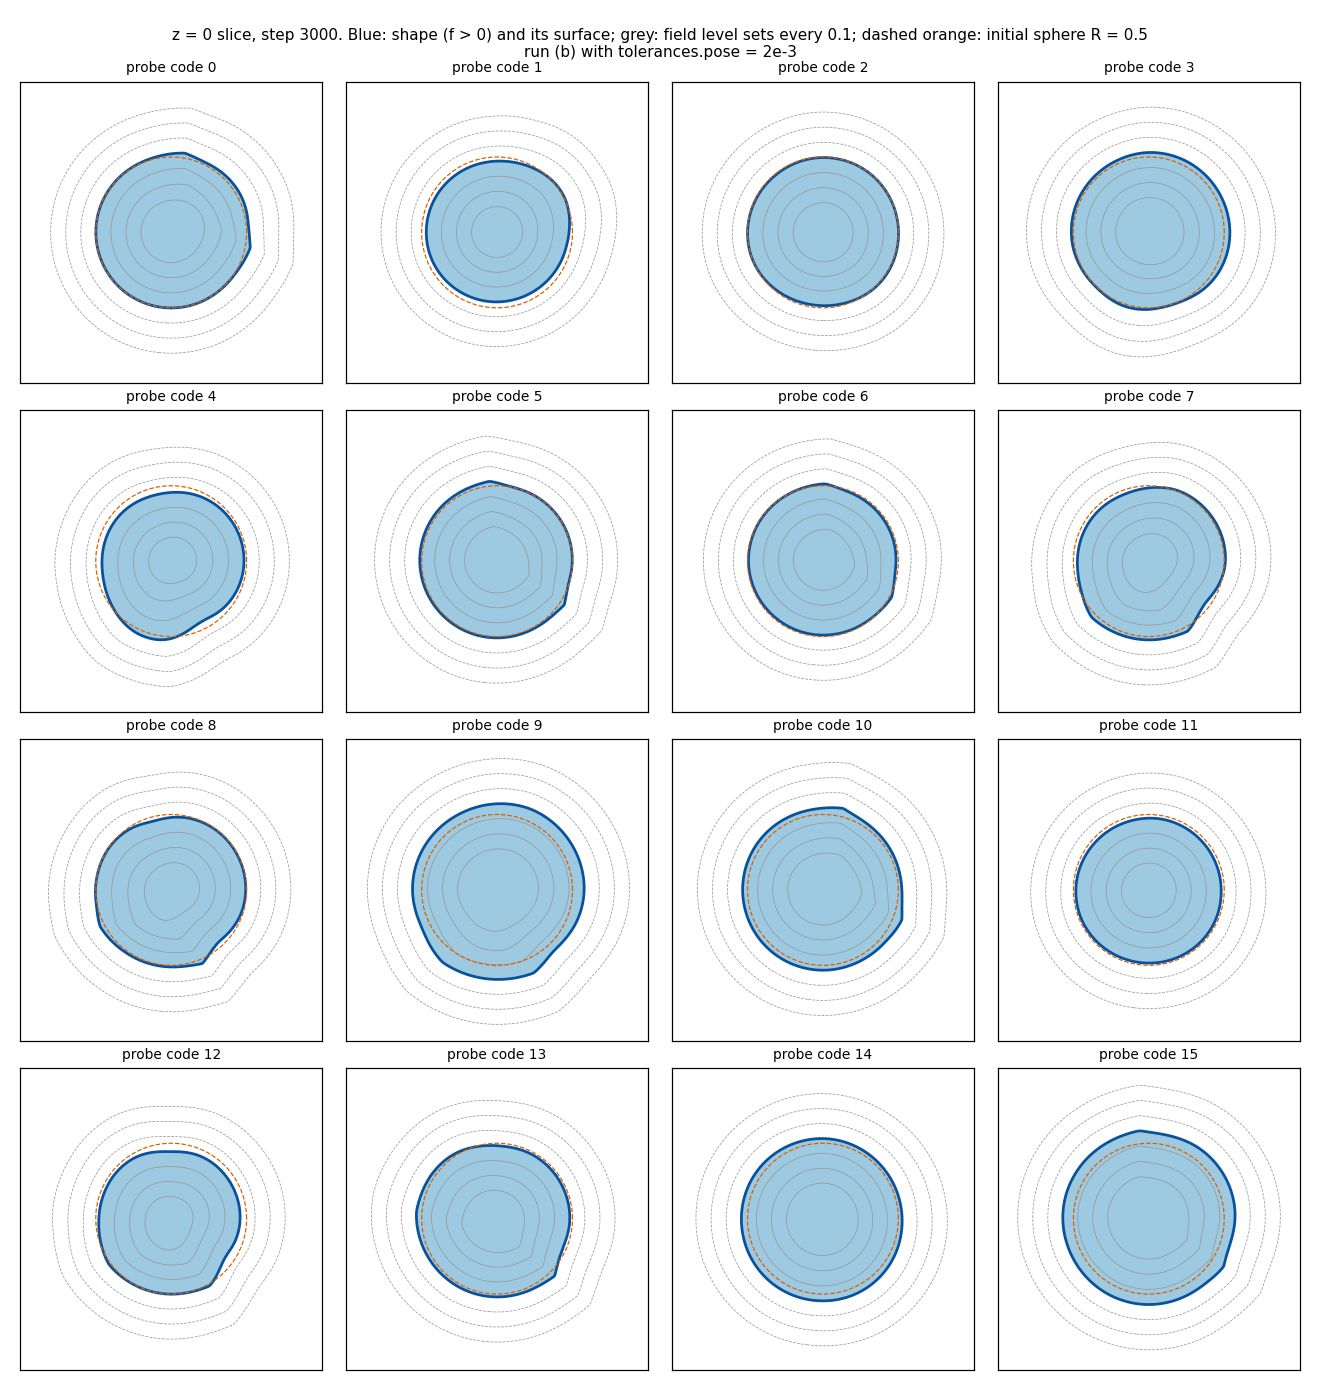 z = 0 slice, step 3000. Blue: shape (f > 0) and its surface; grey: field level sets every 0.1; dashed orange: initial sphere R = 0.5
run (b) with tolerances.pose = 2e-3
probe code 0
probe code 1
probe code 2
probe code 3
probe code 4
probe code 5
probe code 6
probe code 7
probe code 8
probe code 9
probe code 10
probe code 11
probe code 12
probe code 13
probe code 14
probe code 15